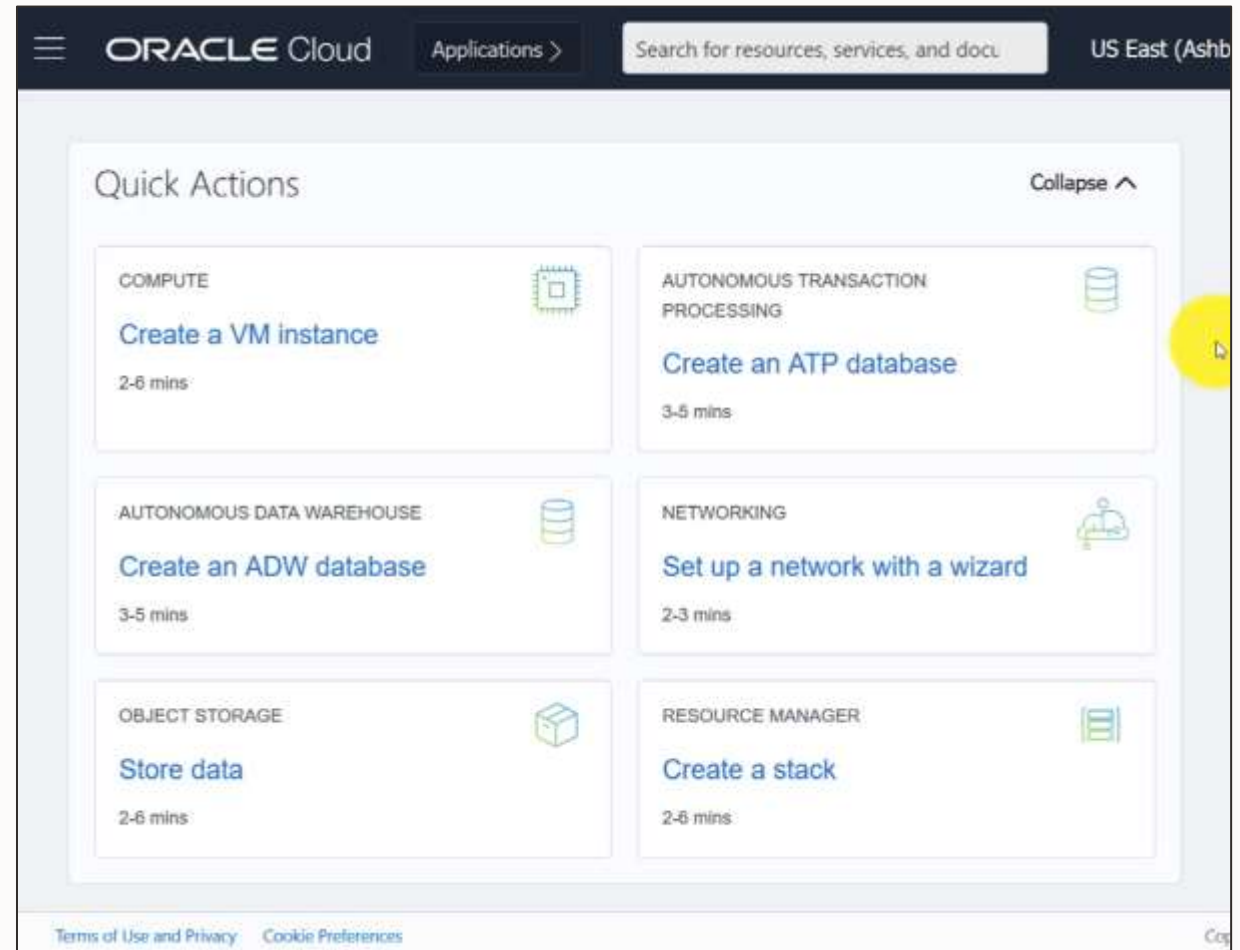 ORACLE Cloud
Applications >
Search for resources, services, and docu
US East (Ashb
Quick Actions
Collapse
COMPUTE
Create a VM instance
2-6 mins
AUTONOMOUS TRANSACTION
PROCESSING
Create an ATP database
3-5 mins
AUTONOMOUS DATA WAREHOUSE
Create an ADW database
3-5 mins
NETWORKING
Set up a network with a wizard
2-3 mins
OBJECT STORAGE
Store data
2-6 mins
RESOURCE MANAGER
Create a stack
2-6 mins
Terms of Use and Privacy
Cookie Preferences
Cop